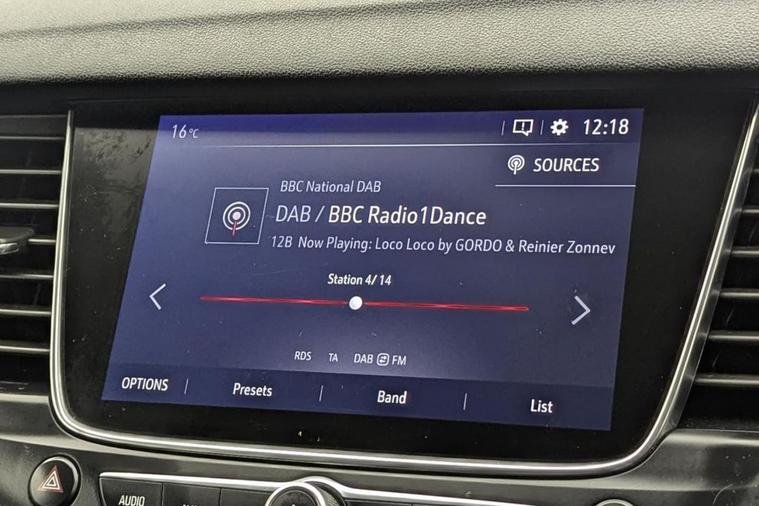 16°C 12:18
SOURCES
BBC National DAB
DAB / BBC Radio1Dance
12B Now Playing: Loco Loco by GORDO & Reinier Zonnev
Station 4/14
RDS TA DAB FM
OPTIONS Presets Band List
AUDIO